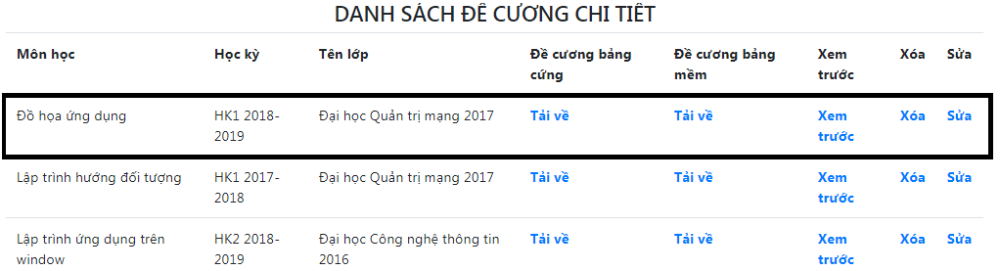 DANH SÁCH ĐỀ CƯƠNG CHI TIẾT
Môn học Học kỳ Tên lớp Đề cương bảng cứng Đề cương bảng mềm Xem trước Xóa Sửa
Đồ họa ứng dụng HK1 2018-2019 Đại học Quản trị mạng 2017 Tải về Tải về Xem trước Xóa Sửa
Lập trình hướng đối tượng HK1 2017-2018 Đại học Quản trị mạng 2017 Tải về Tải về Xem trước Xóa Sửa
Lập trình ứng dụng trên window HK2 2018-2019 Đại học Công nghệ thông tin 2016 Tải về Tải về Xem trước Xóa Sửa